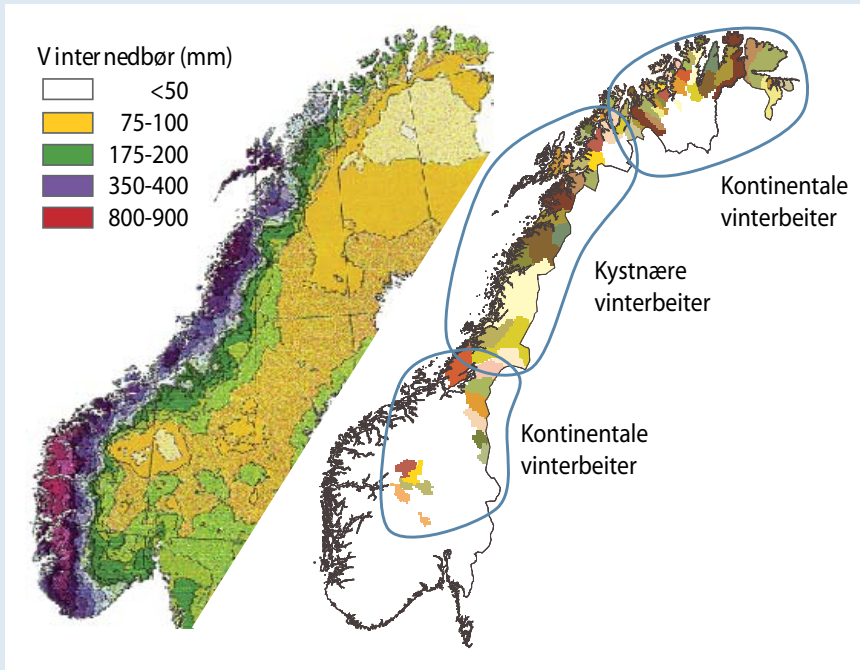 Vinternedbør (mm)
<50
75-100
175-200
350-400
800-900
Kontinentale
vinterbeiter
Kystnære
vinterbeiter
Kontinentale
vinterbeiter